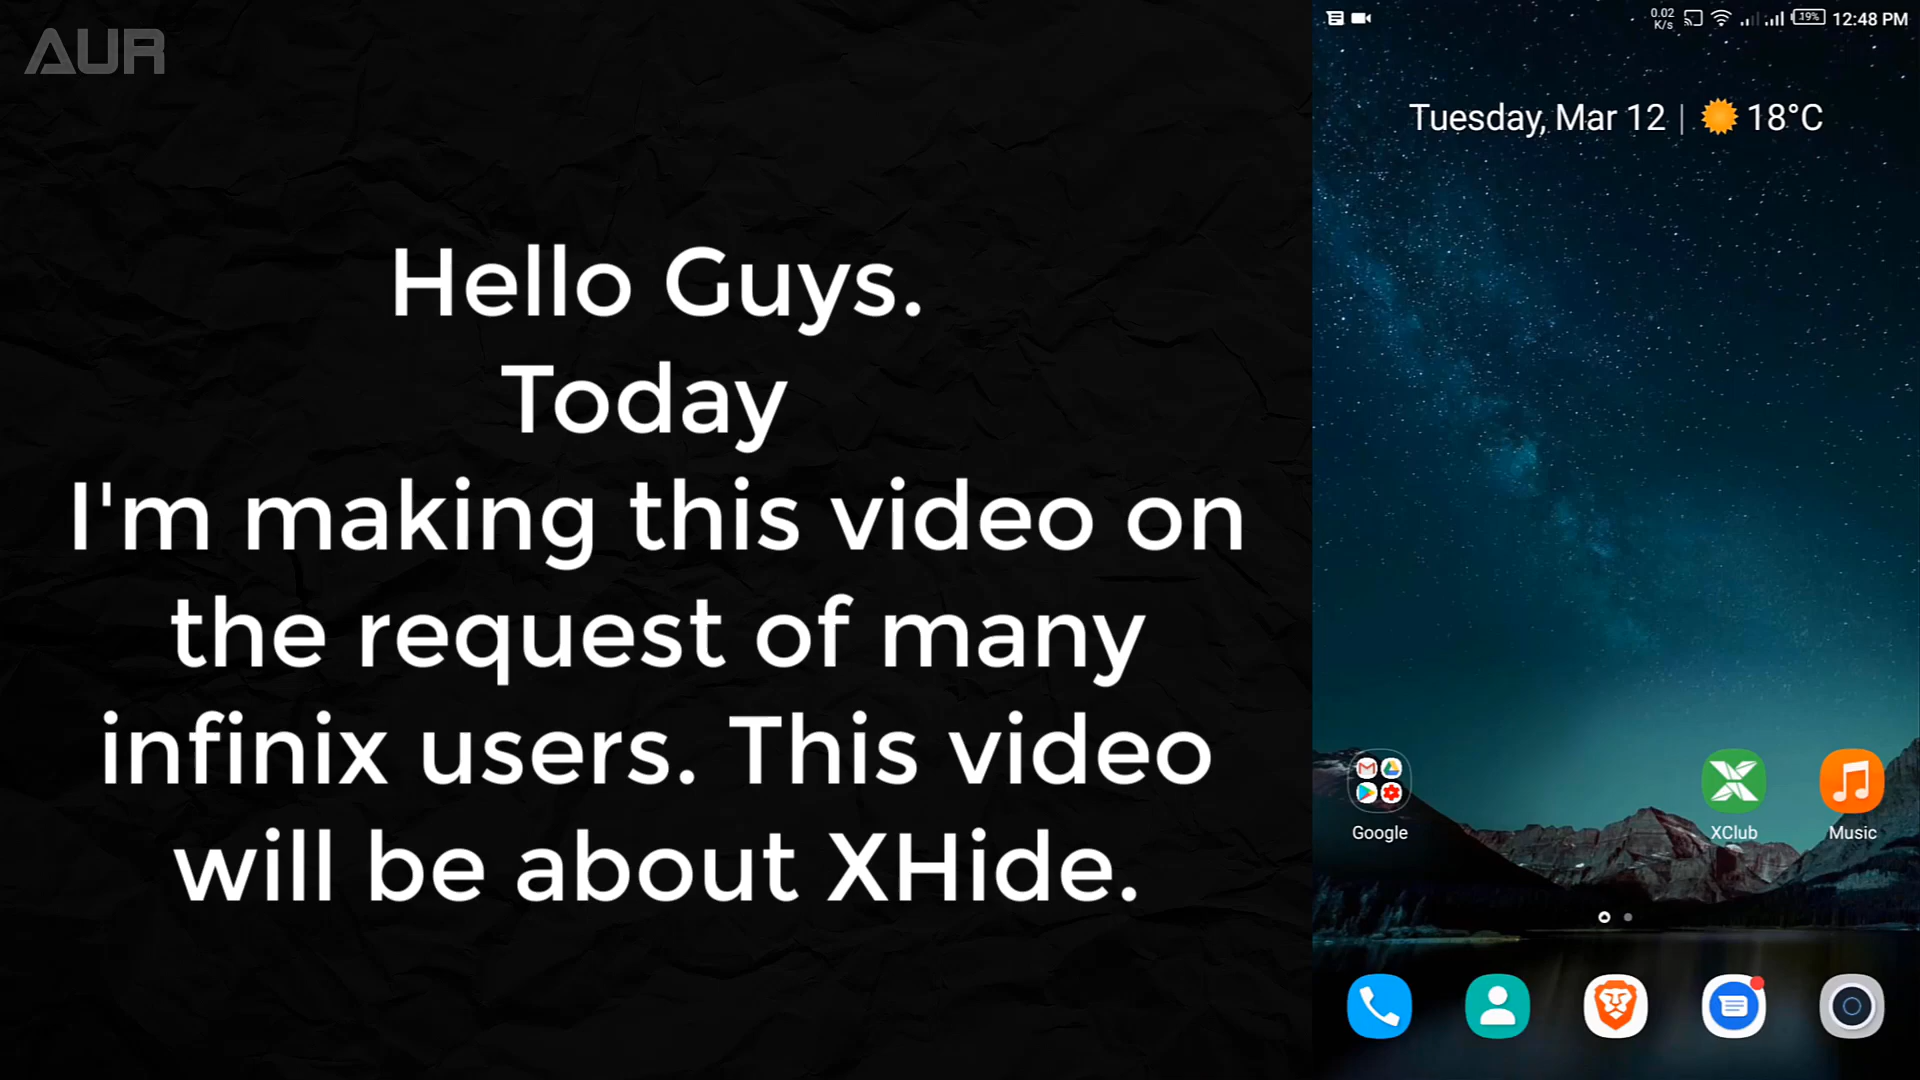 AUR
Hello Guys.
Today
I'm making this video on
the request of many
infinix users. This video
will be about XHide.
0.02
K/s
19%
12:48 PM
Tuesday, Mar 12 | 18°C
Google
XClub
Music